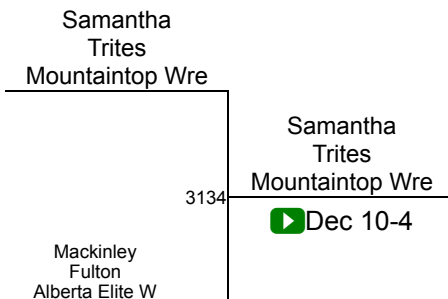 Samantha
Trites
Mountaintop Wre
Samantha
Trites
Mountaintop Wre
3134
Dec 10-4
Mackinley
Fulton
Alberta Elite W